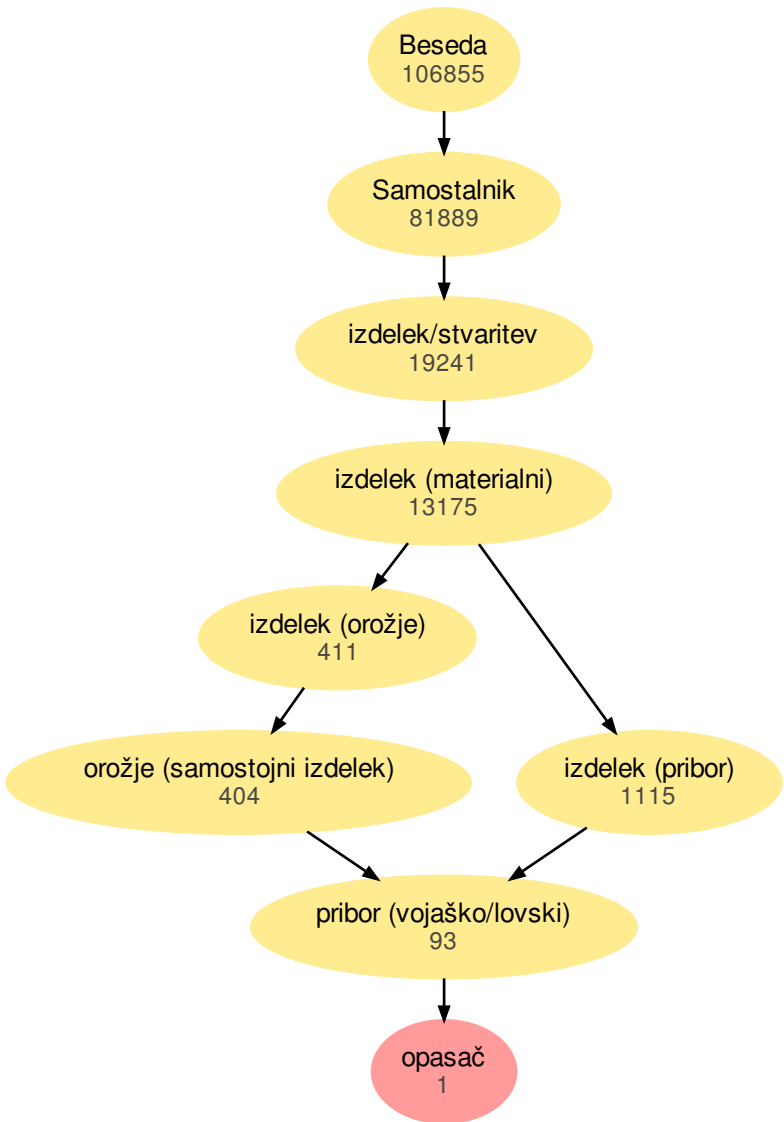 Beseda
106855
Samostalnik
81889
izdelek/stvaritev
19241
izdelek (materialni)
13175
izdelek (orožje)
411
orožje (samostojni izdelek)
404
izdelek (pribor)
1115
pribor (vojaško/lovski)
93
opasač
1